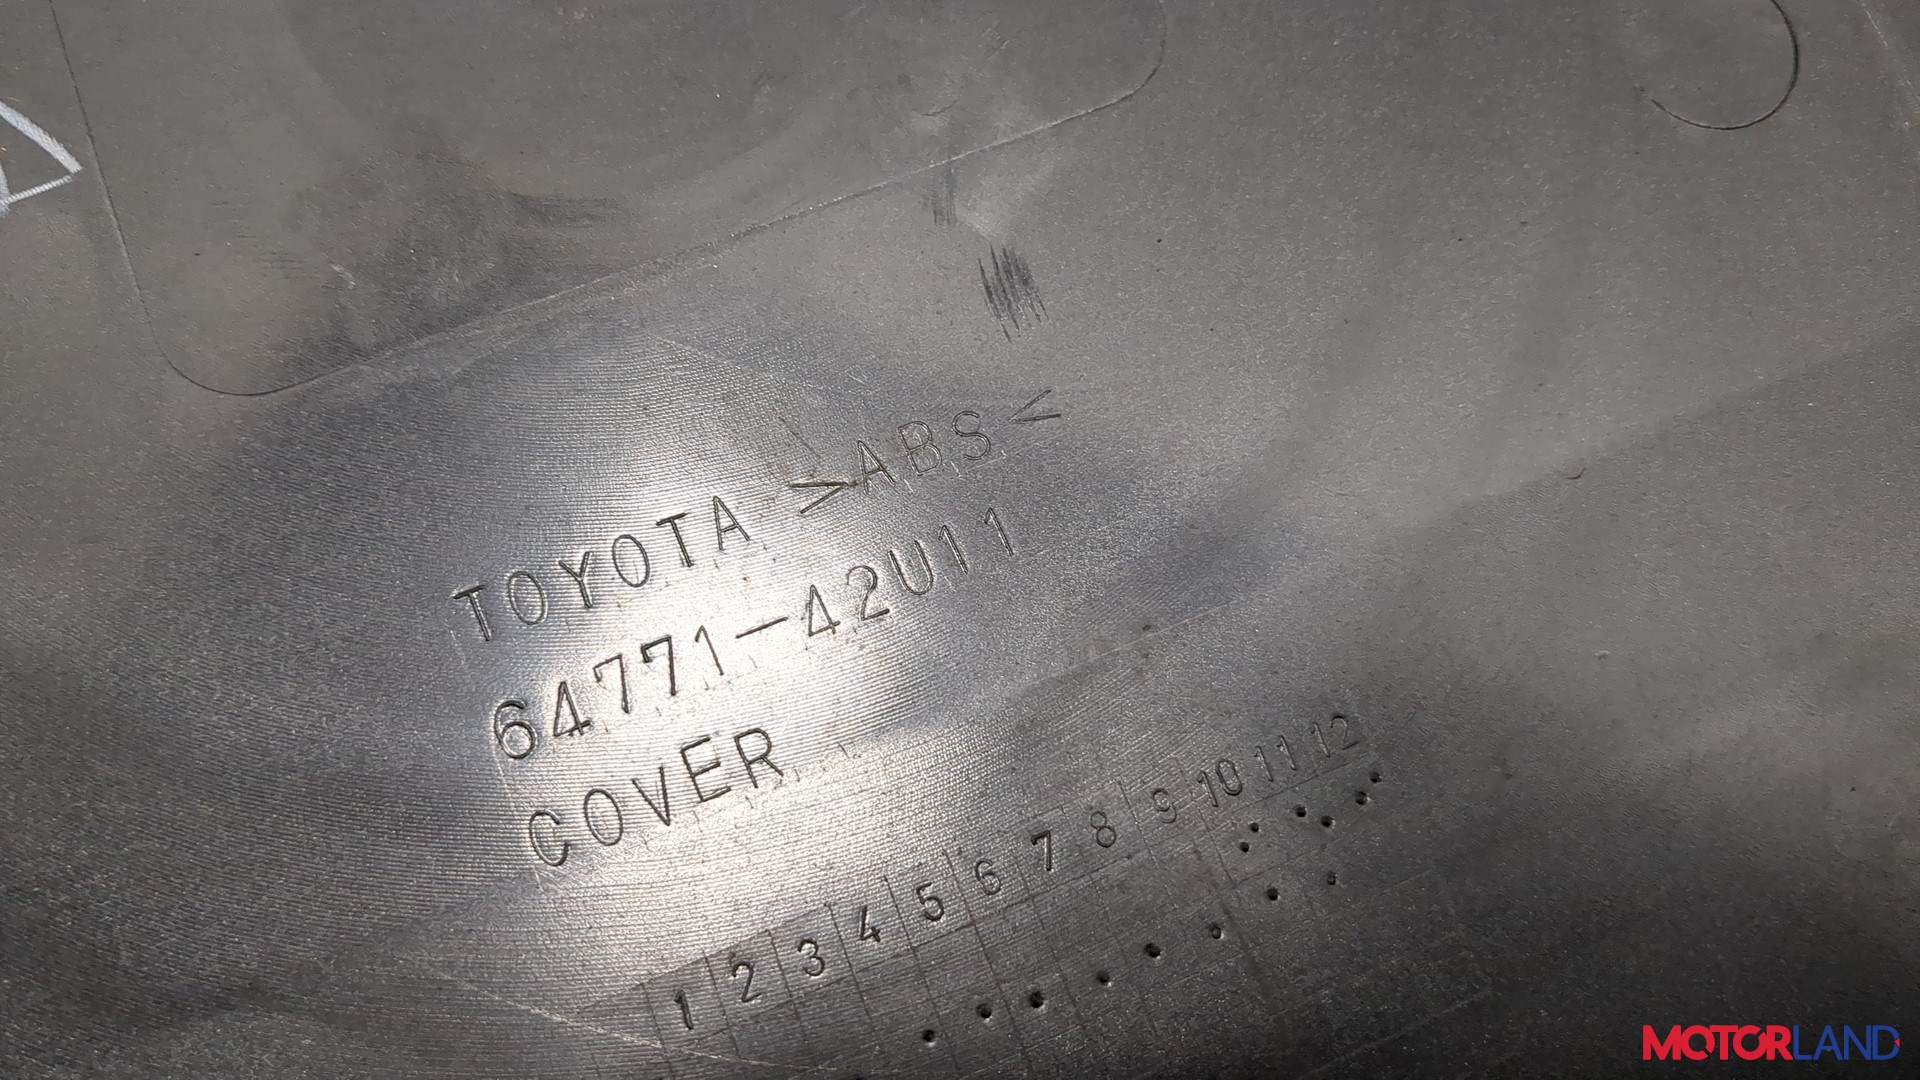 TOYOTA >ABS<
64771-42U11
COVER
1 2 3 4 5 6 7 8 9 10 11 12
MOTORLAND